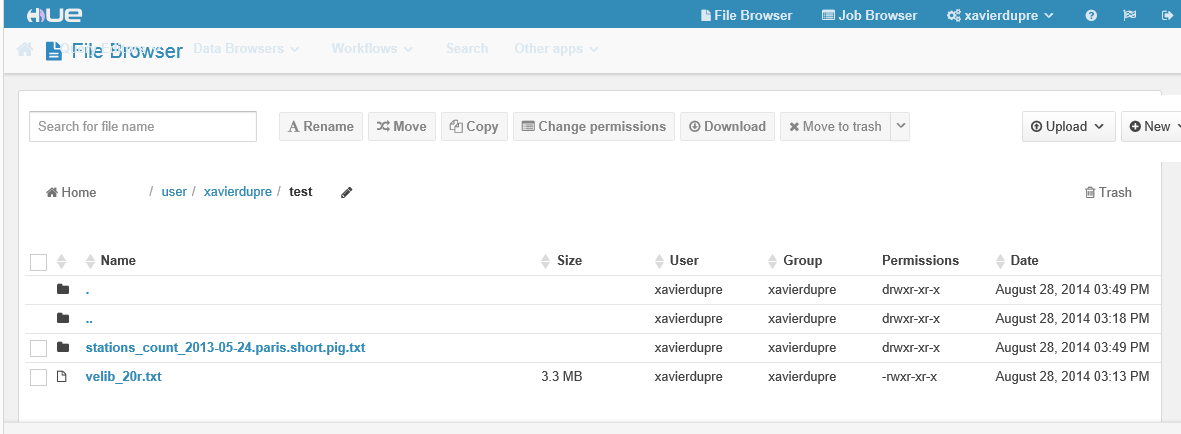 HUE File Browser Job Browser xavierdupre
Query Editors Data Browsers Workflows Search Other apps
File Browser
Search for file name Rename Move Copy Change permissions Download Move to trash Upload New
Home / user / xavierdupre / test Trash
Name Size User Group Permissions Date
. xavierdupre xavierdupre drwxr-xr-x August 28, 2014 03:49 PM
.. xavierdupre xavierdupre drwxr-xr-x August 28, 2014 03:18 PM
stations_count_2013-05-24.paris.short.pig.txt xavierdupre xavierdupre drwxr-xr-x August 28, 2014 03:49 PM
velib_20r.txt 3.3 MB xavierdupre xavierdupre -rwxr-xr-x August 28, 2014 03:13 PM